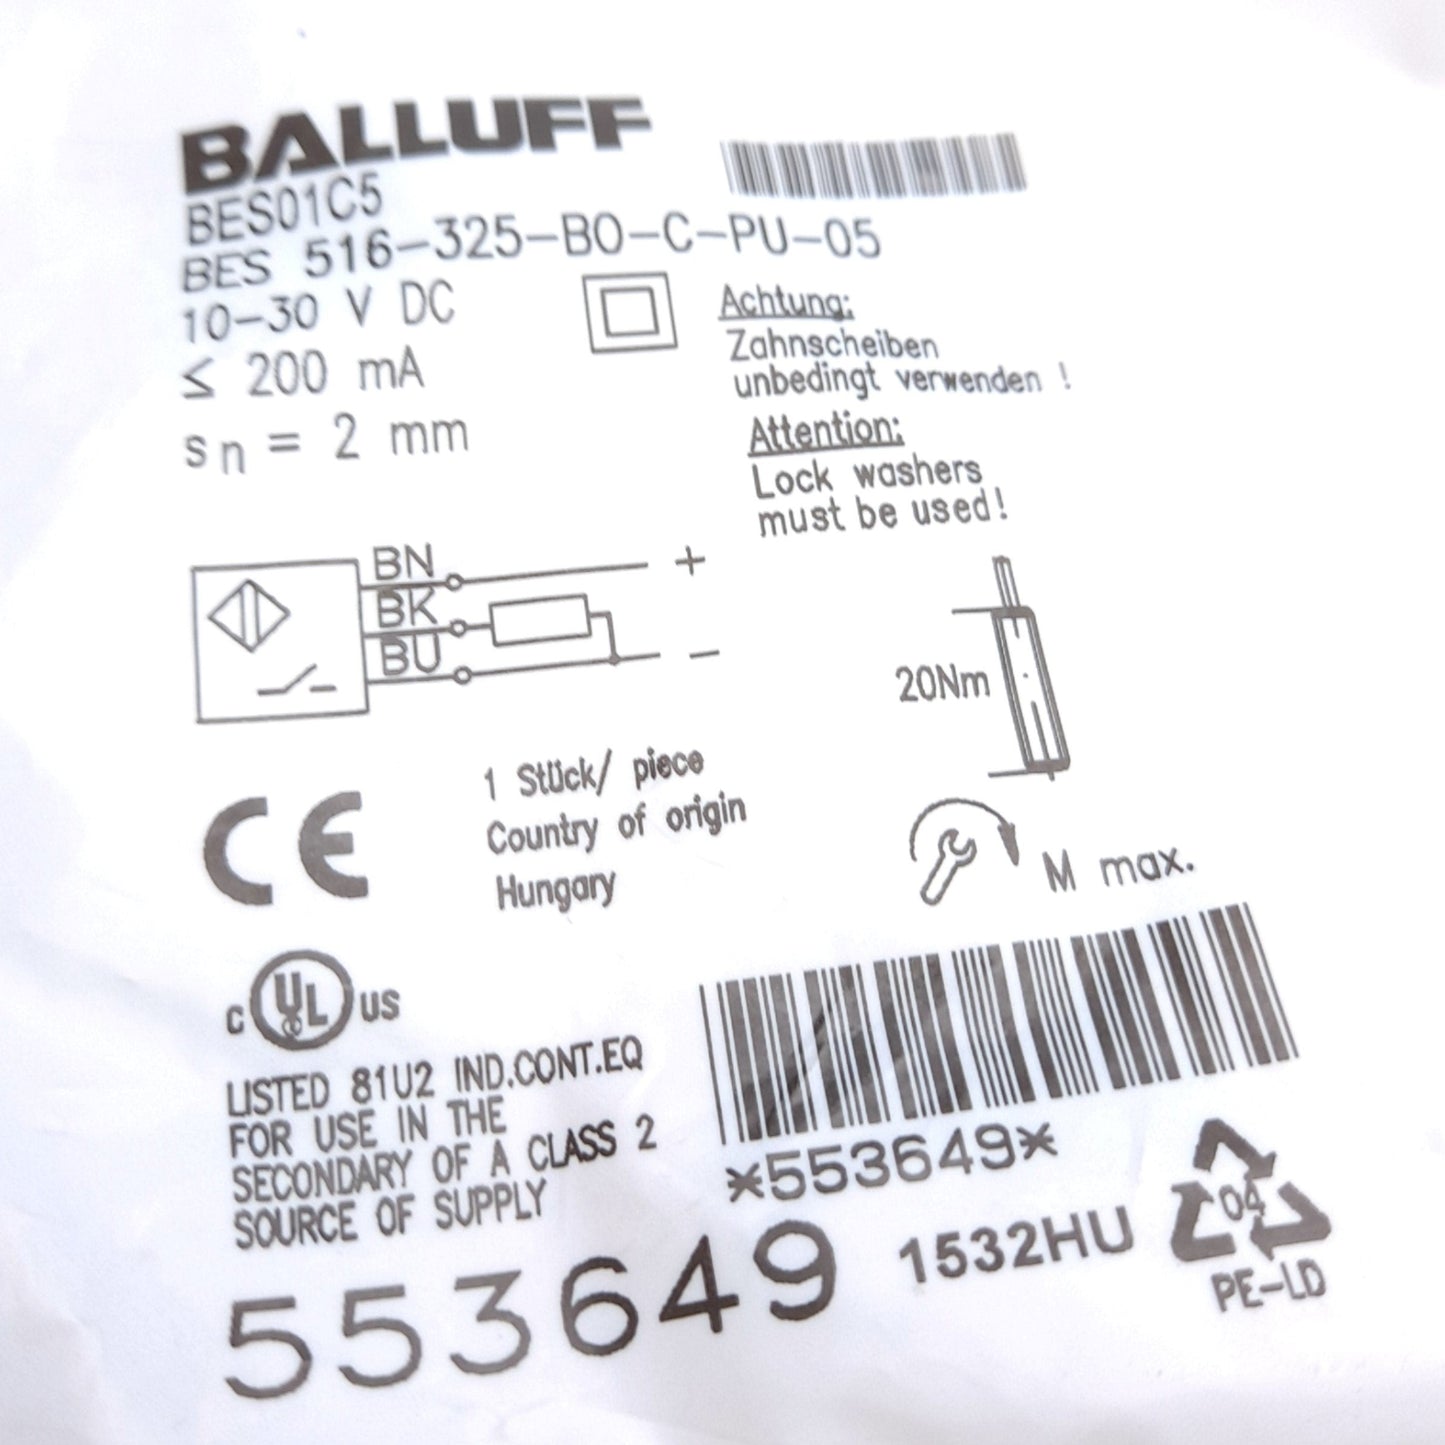 BALLUFF
BES01C5
BES 516-325-BO-C-PU-05
10-30 V DC
≤ 200 mA
sn = 2 mm
Achtung:
Zahnscheiben
unbedingt verwenden !
Attention:
Lock washers
must be used!
BN
+
BK
BU
-
20Nm
M max.
CE
1 Stück/ piece
Country of origin
Hungary
c UL US
LISTED 81U2 IND.CONT.EQ
FOR USE IN THE
SECONDARY OF A CLASS 2
SOURCE OF SUPPLY
*553649*
553649
1532HU
04
PE-LD